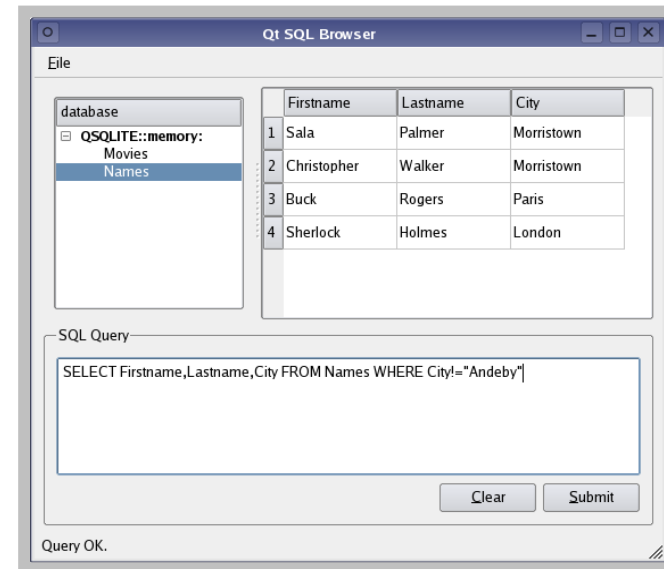 Qt SQL Browser
File
database
QSQLITE::memory:
Movies
Names
Firstname Lastname City
1 Sala Palmer Morristown
2 Christopher Walker Morristown
3 Buck Rogers Paris
4 Sherlock Holmes London
SQL Query
SELECT Firstname,Lastname,City FROM Names WHERE City!="Andeby"
Clear Submit
Query OK.